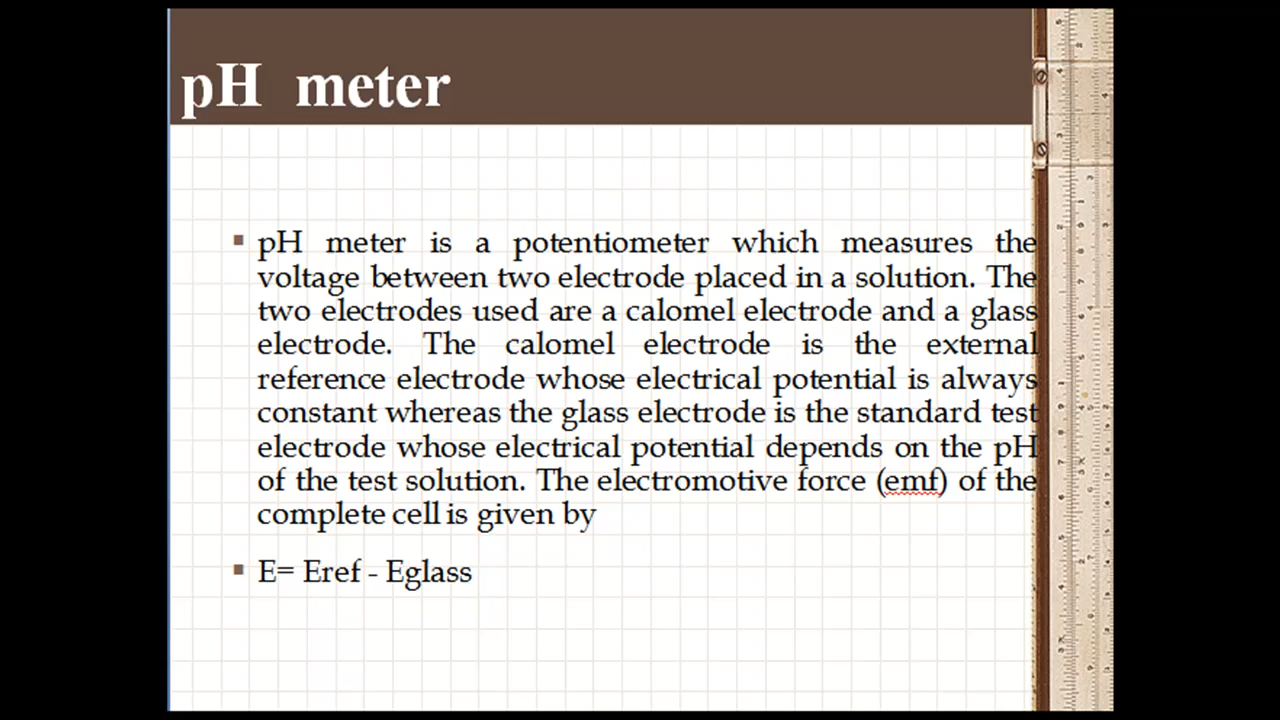 pH meter
pH meter is a potentiometer which measures the
voltage between two electrode placed in a solution. The
two electrodes used are a calomel electrode and a glass
electrode. The calomel electrode is the external
reference electrode whose electrical potential is always
constant whereas the glass electrode is the standard test
electrode whose electrical potential depends on the pH
of the test solution. The electromotive force (emf) of the
complete cell is given by
E= Eref - Eglass